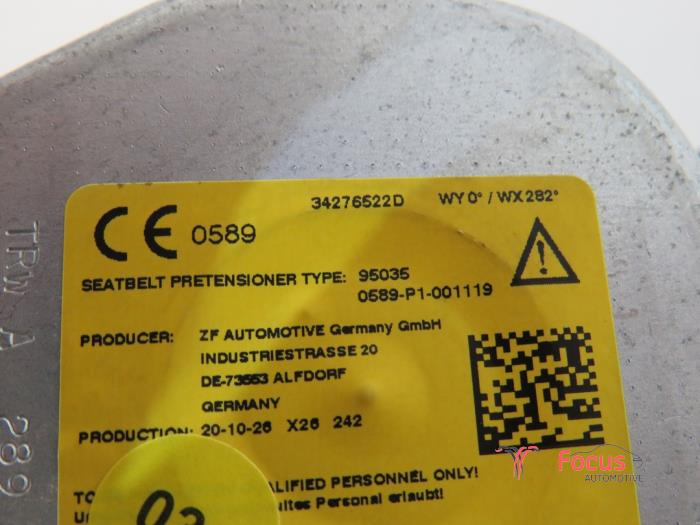 34276522D WY 0° / WX 282°
CE 0589
SEATBELT PRETENSIONER TYPE: 95035
0589-P1-001119
PRODUCER: ZF AUTOMOTIVE Germany GmbH
INDUSTRIESTRASSE 20
DE-73553 ALFDORF
GERMANY
PRODUCTION: 20-10-26 X26 242
PERSONNEL ONLY!
Personal erlaubt!
TRW A 289
Focus
AUTOMOTIVE